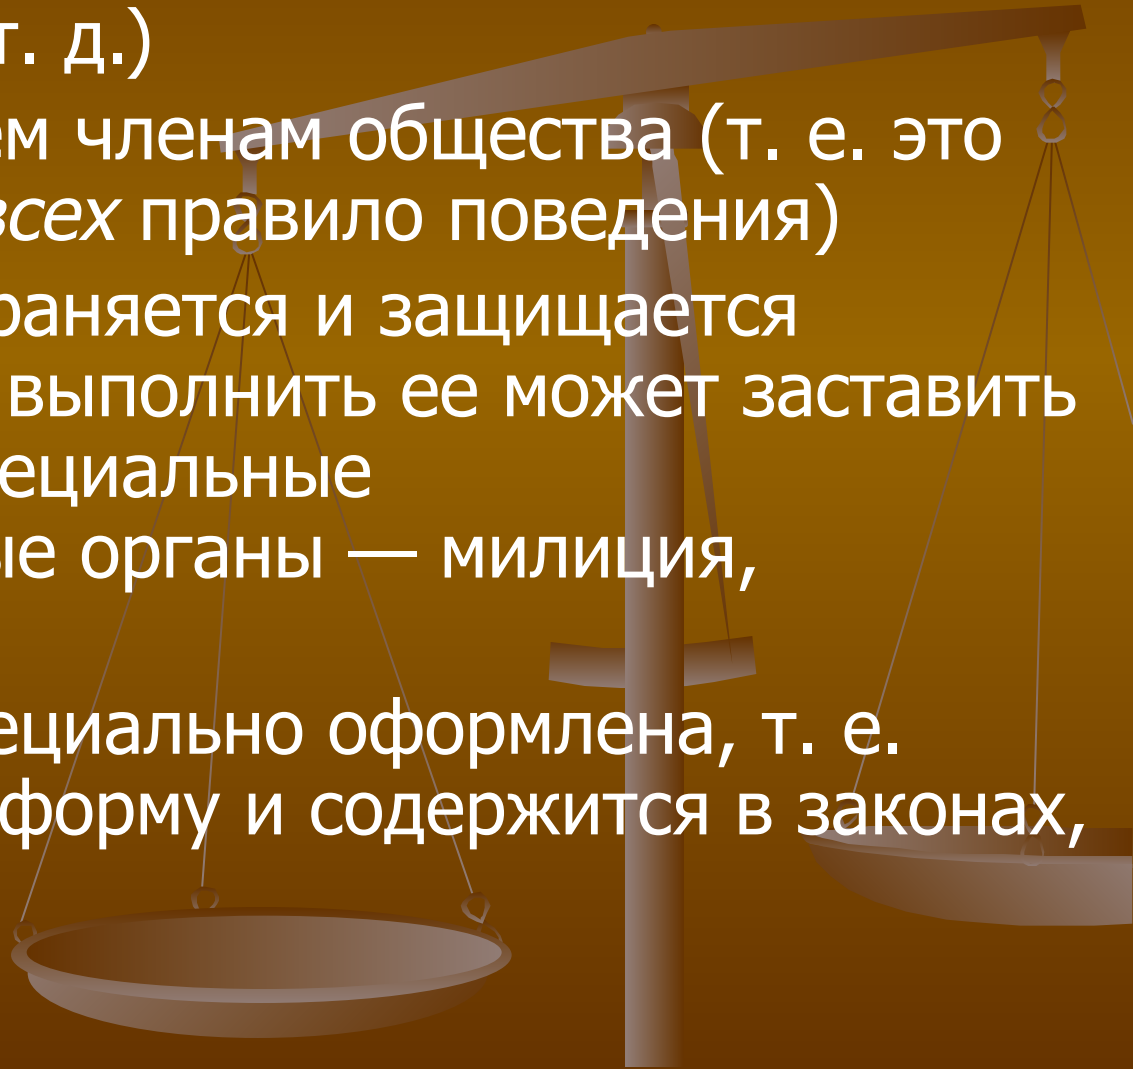 т. д.)
ем членам общества (т. е. это
всех правило поведения)
раняется и защищается
выполнить ее может заставить
пециальные
ые органы — милиция,
ециально оформлена, т. е.
форму и содержится в законах,